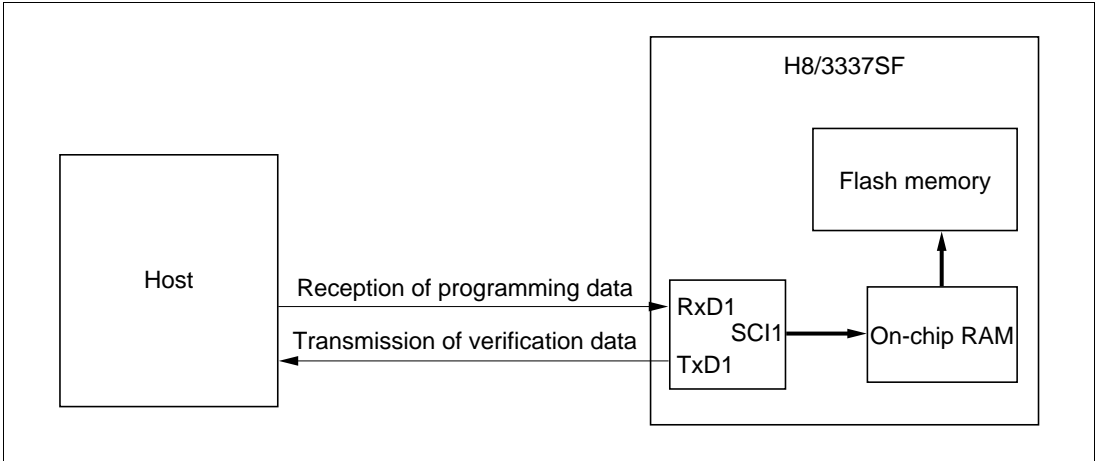 H8/3337SF
Flash memory
Host
Reception of programming data
RxD1
SCI1
On-chip RAM
Transmission of verification data
TxD1